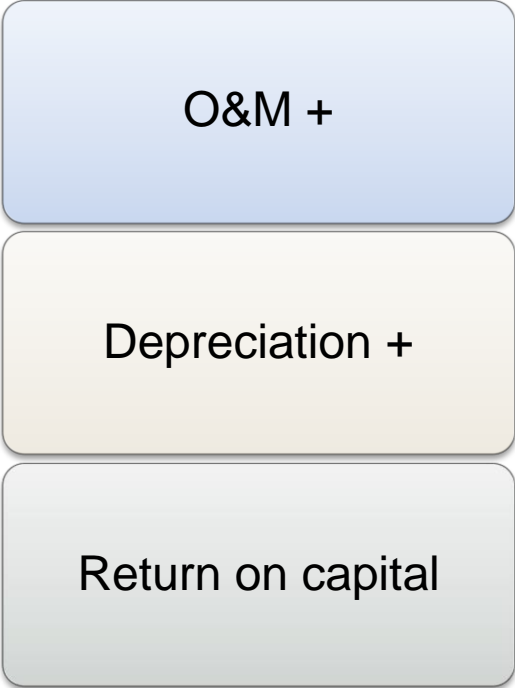 O&M +
Depreciation +
Return on capital